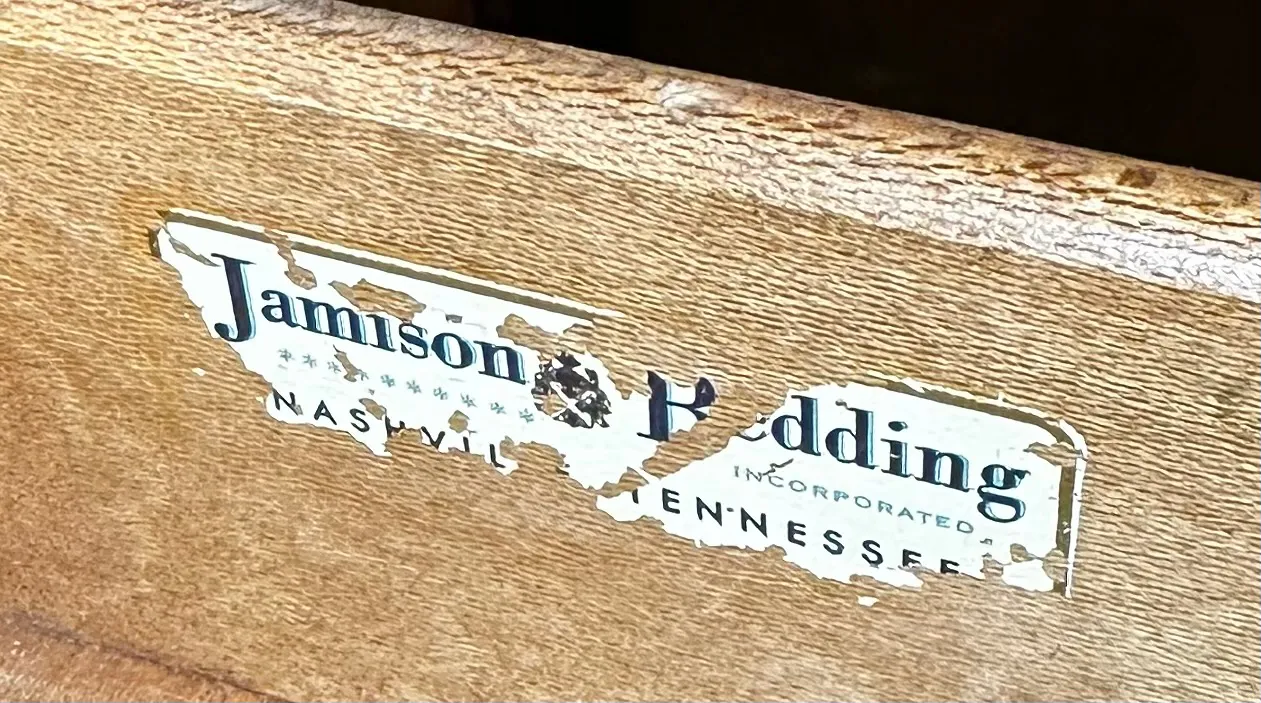 Jamison Bedding
INCORPORATED
NASHVIL TENNESSEE